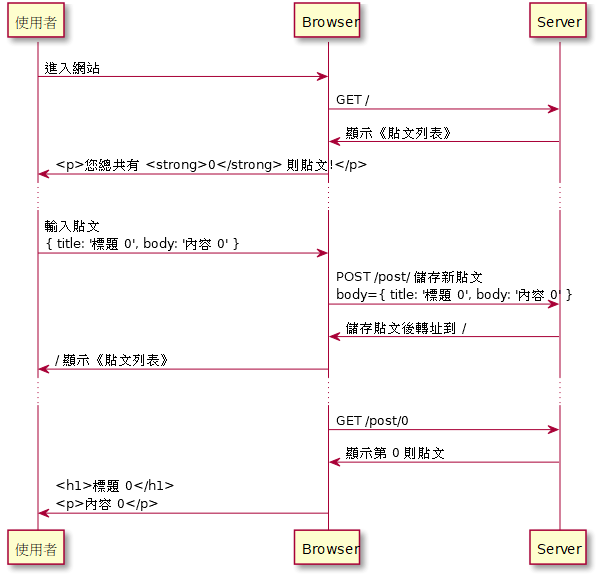 使用者 Browser Server
進入網站
GET /
顯示《貼文列表》
<p>您總共有 <strong>0</strong> 則貼文!</p>
輸入貼文
{ title: '標題 0', body: '內容 0' }
POST /post/ 儲存新貼文
body={ title: '標題 0', body: '內容 0' }
儲存貼文後轉址到 /
/ 顯示《貼文列表》
GET /post/0
顯示第 0 則貼文
<h1>標題 0</h1>
<p>內容 0</p>
使用者 Browser Server